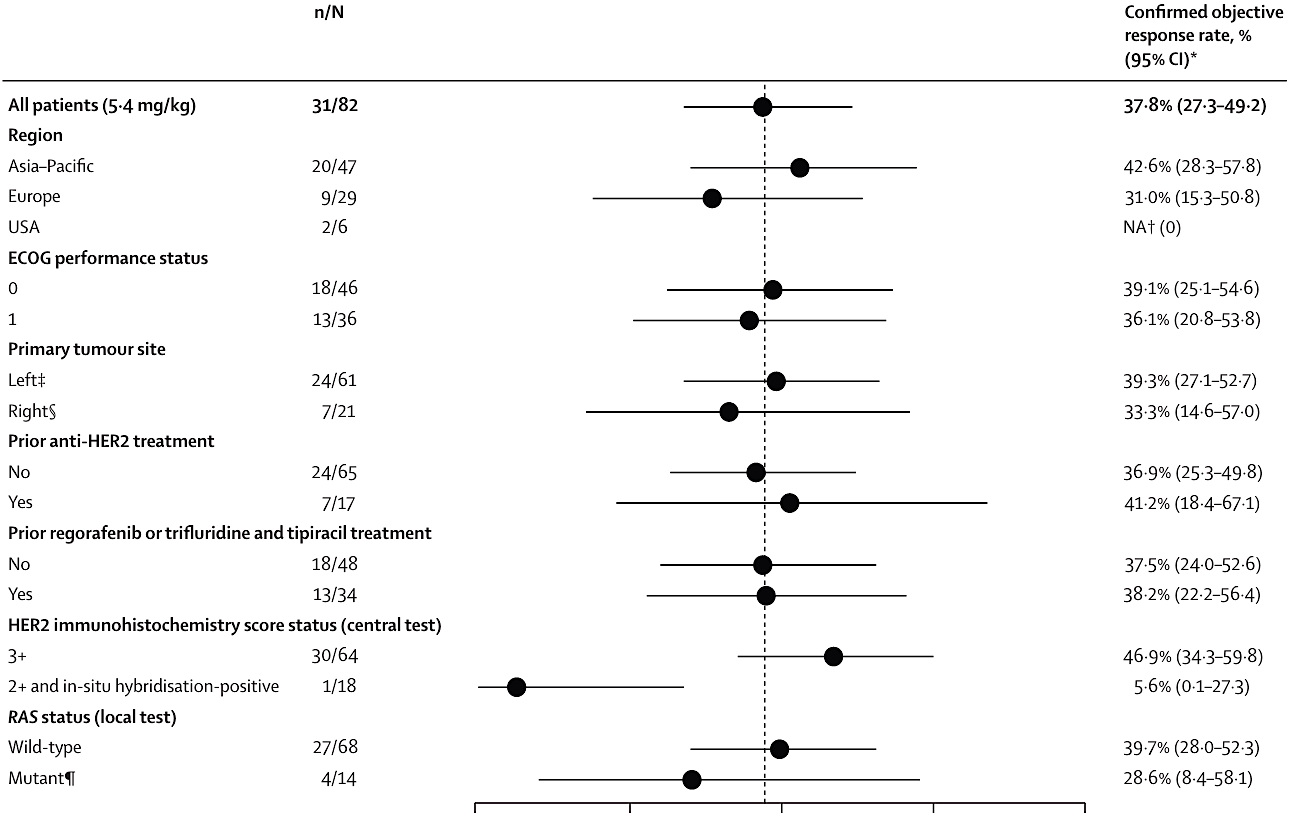 n/N
Confirmed objective
response rate, %
(95% CI)*
All patients (5·4 mg/kg) 31/82 37·8% (27·3–49·2)
Region
Asia–Pacific 20/47 42·6% (28·3–57·8)
Europe 9/29 31·0% (15·3–50·8)
USA 2/6 NA† (0)
ECOG performance status
0 18/46 39·1% (25·1–54·6)
1 13/36 36·1% (20·8–53·8)
Primary tumour site
Left‡ 24/61 39·3% (27·1–52·7)
Right§ 7/21 33·3% (14·6–57·0)
Prior anti-HER2 treatment
No 24/65 36·9% (25·3–49·8)
Yes 7/17 41·2% (18·4–67·1)
Prior regorafenib or trifluridine and tipiracil treatment
No 18/48 37·5% (24·0–52·6)
Yes 13/34 38·2% (22·2–56·4)
HER2 immunohistochemistry score status (central test)
3+ 30/64 46·9% (34·3–59·8)
2+ and in-situ hybridisation-positive 1/18 5·6% (0·1–27·3)
RAS status (local test)
Wild-type 27/68 39·7% (28·0–52·3)
Mutant¶ 4/14 28·6% (8·4–58·1)